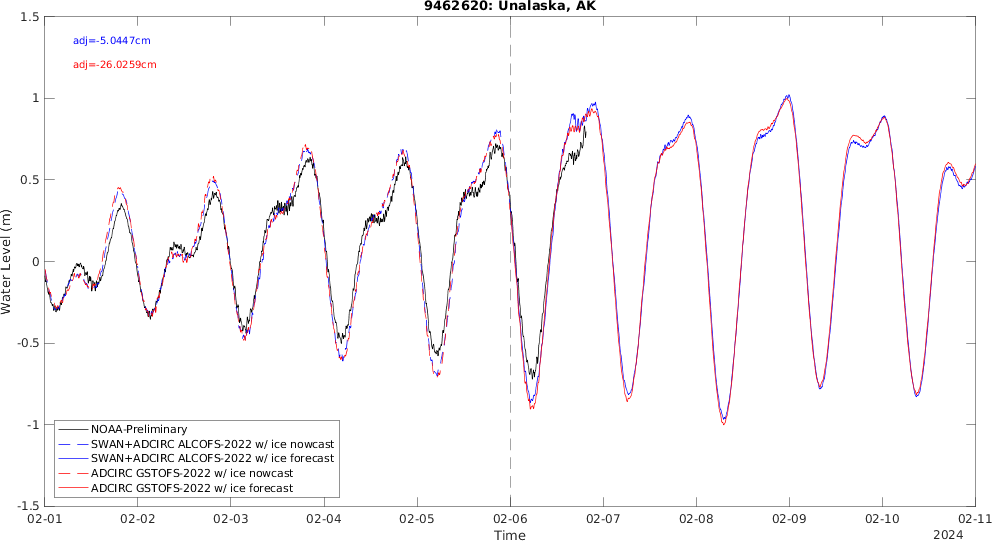 9462620: Unalaska, AK
adj=-5.0447cm
adj=-26.0259cm
1.5
1
0.5
0
-0.5
-1
-1.5
Water Level (m)
NOAA-Preliminary
SWAN+ADCIRC ALCOFS-2022 w/ ice nowcast
SWAN+ADCIRC ALCOFS-2022 w/ ice forecast
ADCIRC GSTOFS-2022 w/ ice nowcast
ADCIRC GSTOFS-2022 w/ ice forecast
02-01 02-02 02-03 02-04 02-05 02-06 02-07 02-08 02-09 02-10 02-11
Time
2024